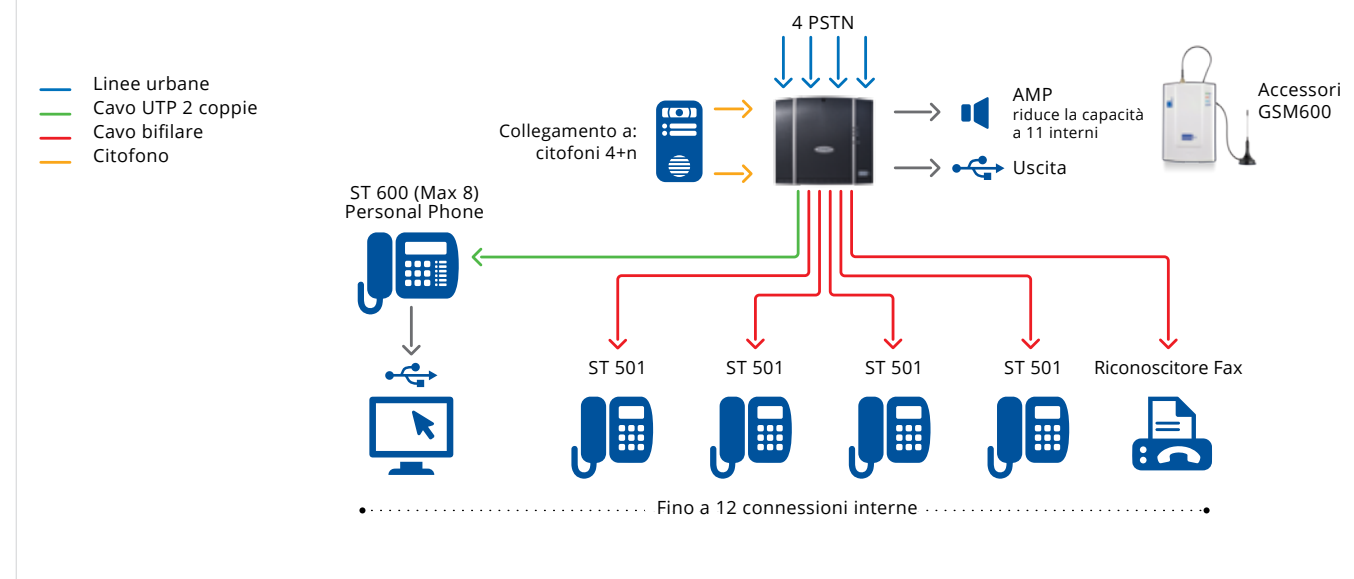 4 PSTN
Linee urbane
Cavo UTP 2 coppie
Cavo bifilare
Citofono
Collegamento a:
citofoni 4+n
AMP
riduce la capacità
a 11 interni
Uscita
Accessori
GSM600
ST 600 (Max 8)
Personal Phone
ST 501
ST 501
ST 501
ST 501
Riconoscitore Fax
Fino a 12 connessioni interne